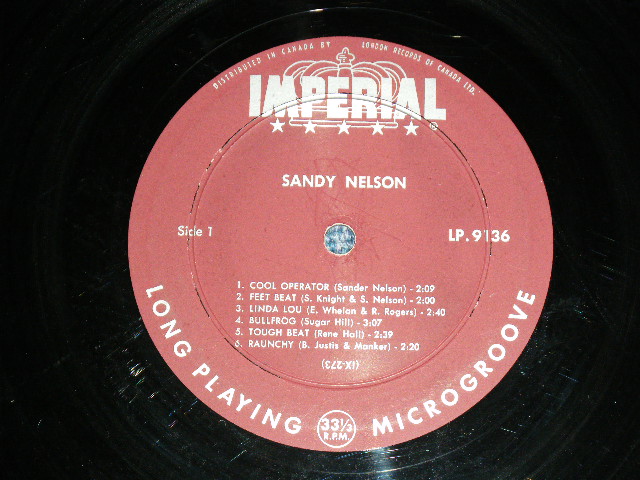 DISTRIBUTED IN CANADA BY LONDON RECORDS OF CANADA LTD.
IMPERIAL
®
SANDY NELSON
Side 1
LP. 9136
1. COOL OPERATOR (Sander Nelson) - 2:09
2. FEET BEAT (S. Knight & S. Nelson) - 2:00
3. LINDA LOU (E. Whelan & R. Rogers) - 2:40
4. BULLFROG (Sugar Hill) - 3:07
5. TOUGH BEAT (Rene Hall) - 2:39
6. RAUNCHY (B. Justis & Manker) - 2:20
(IX-273)
LONG PLAYING MICROGROOVE
33⅓
R.P.M.